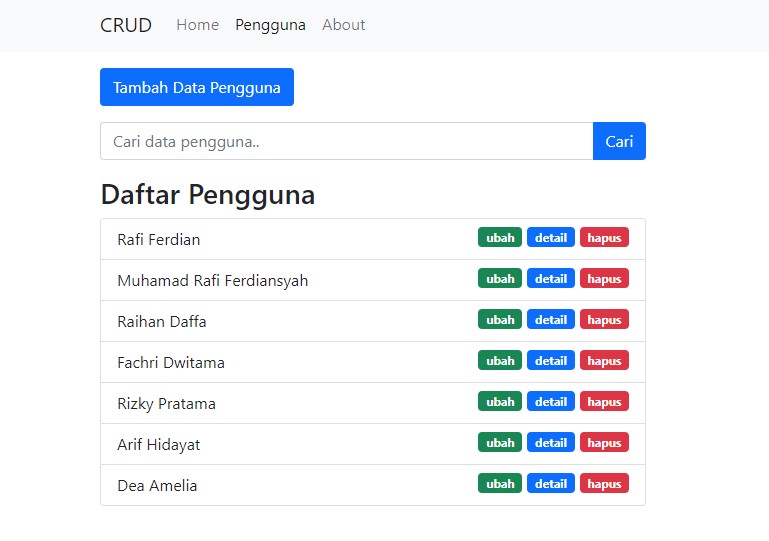 CRUD Home Pengguna About
Tambah Data Pengguna
Cari data pengguna.. Cari
Daftar Pengguna
Rafi Ferdian ubah detail hapus
Muhamad Rafi Ferdiansyah ubah detail hapus
Raihan Daffa ubah detail hapus
Fachri Dwitama ubah detail hapus
Rizky Pratama ubah detail hapus
Arif Hidayat ubah detail hapus
Dea Amelia ubah detail hapus